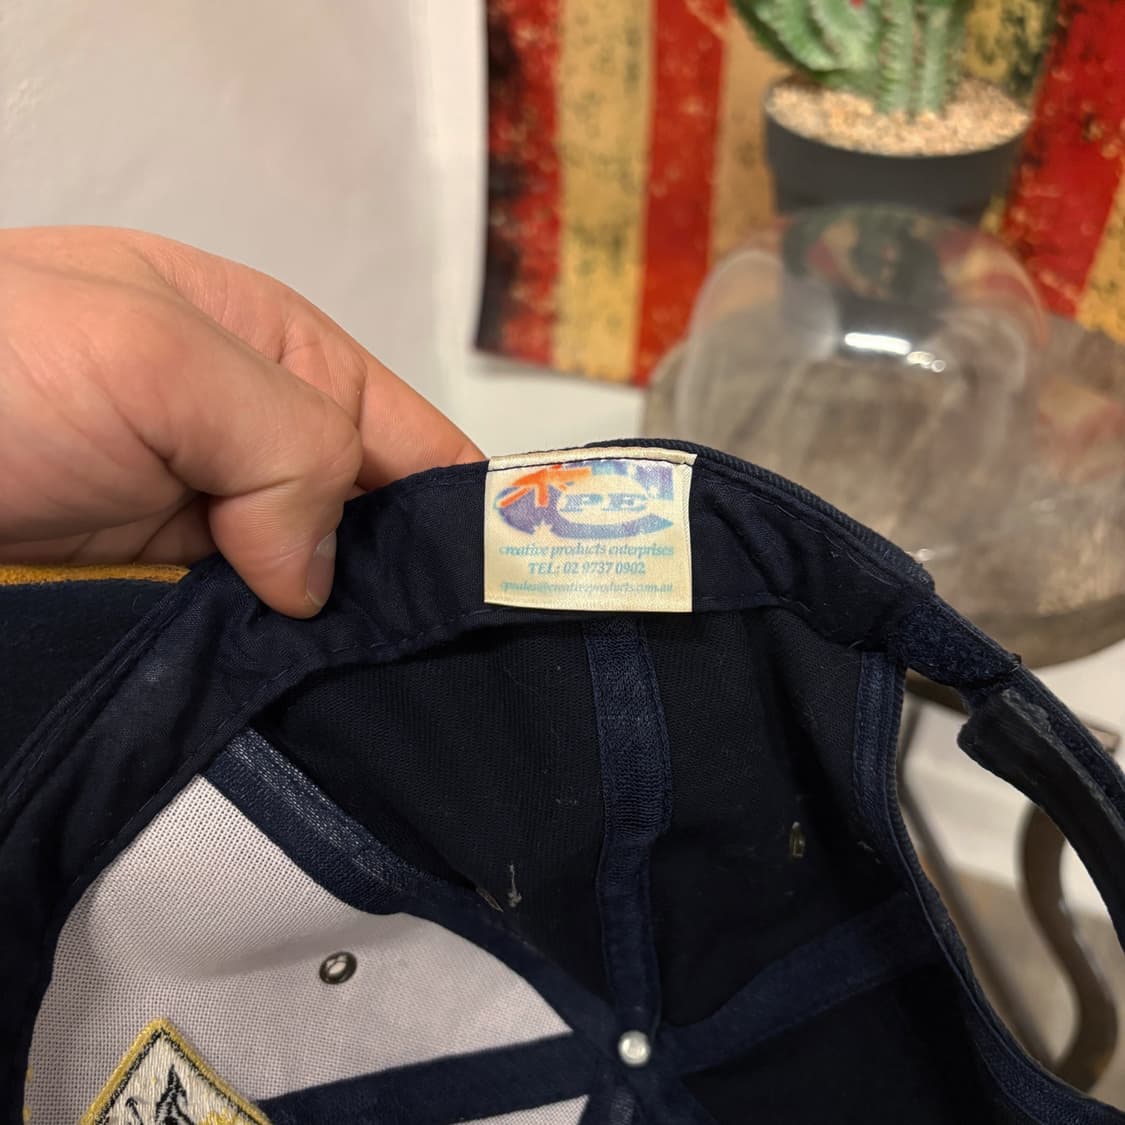 CPE
creative products enterprises
TEL: 02 9737 0902
cpsales@creativeproducts.com.au